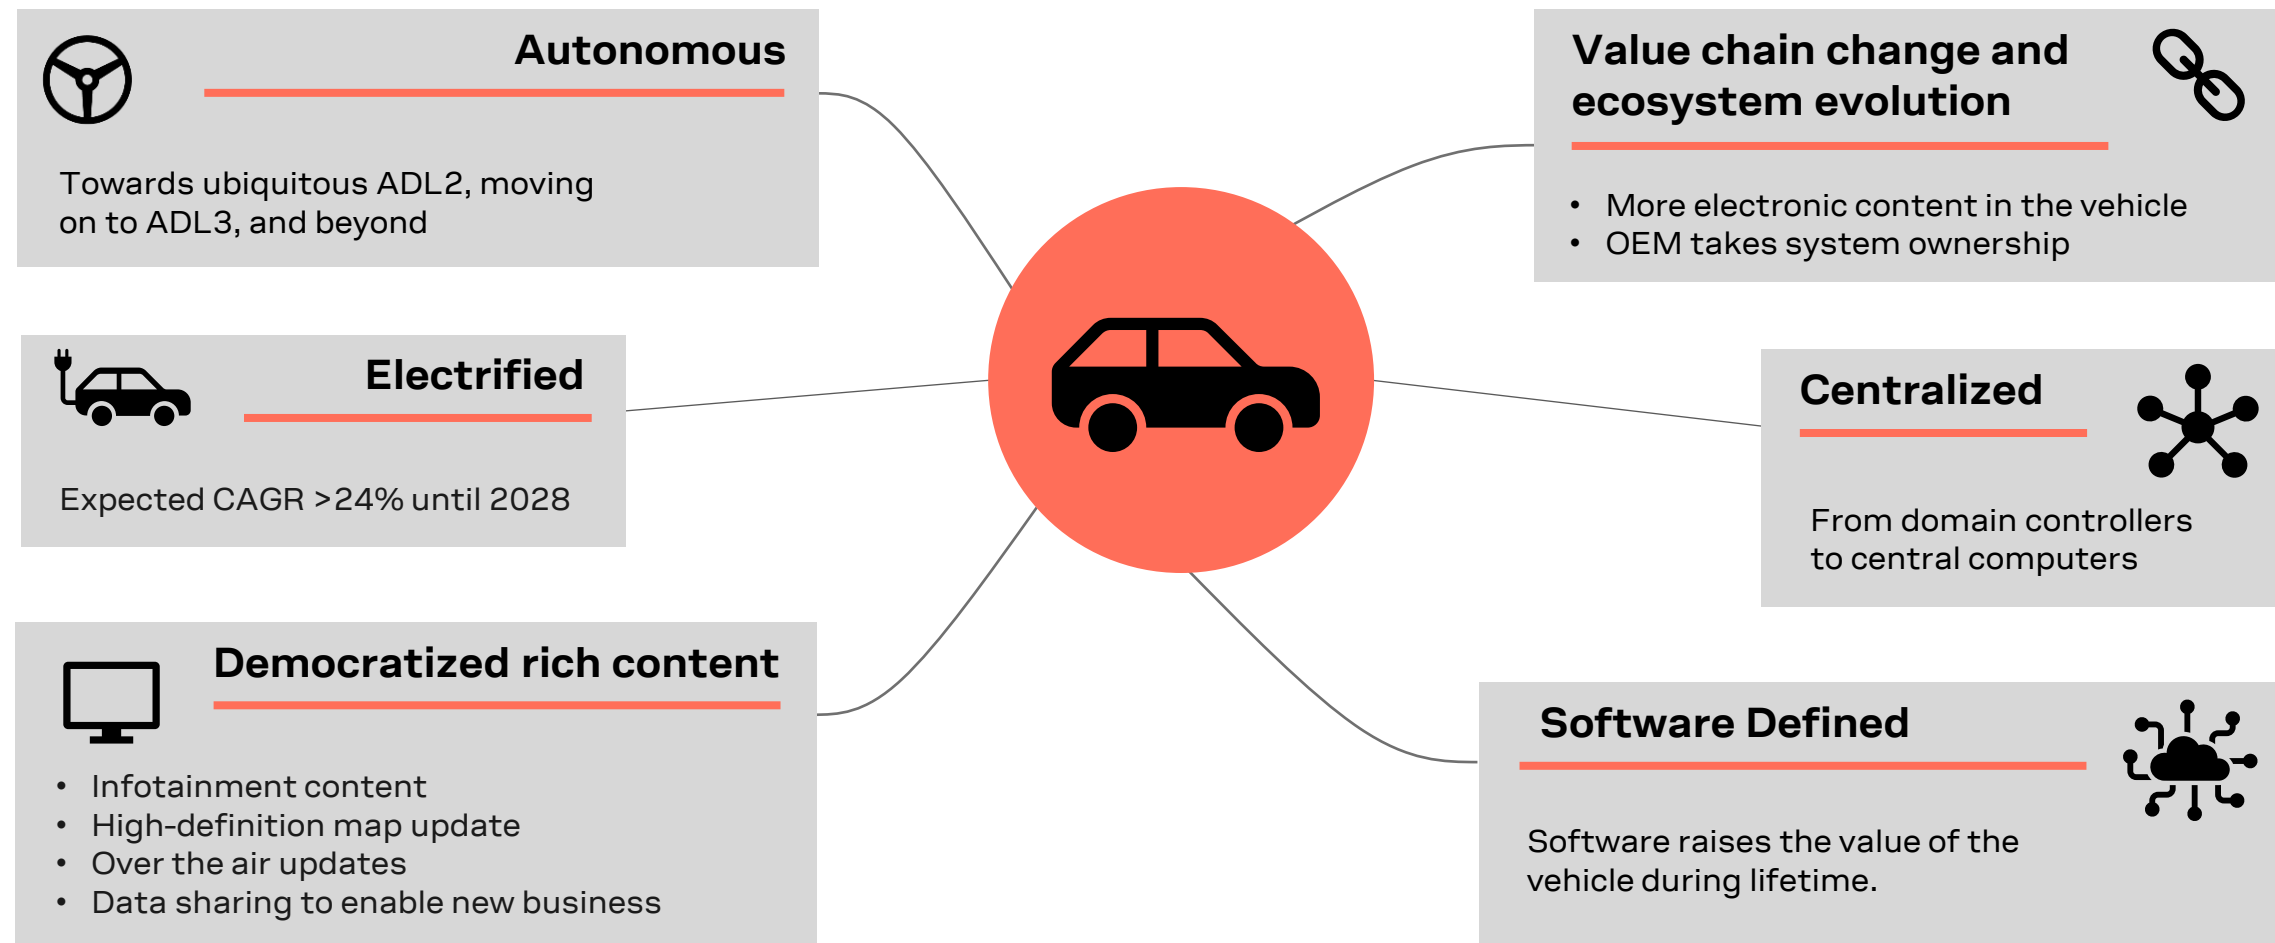 Autonomous
Towards ubiquitous ADL2, moving
on to ADL3, and beyond
Electrified
Expected CAGR >24% until 2028
Democratized rich content
• Infotainment content
• High-definition map update
• Over the air updates
• Data sharing to enable new business
Value chain change and
ecosystem evolution
• More electronic content in the vehicle
• OEM takes system ownership
Centralized
From domain controllers
to central computers
Software Defined
Software raises the value of the
vehicle during lifetime.